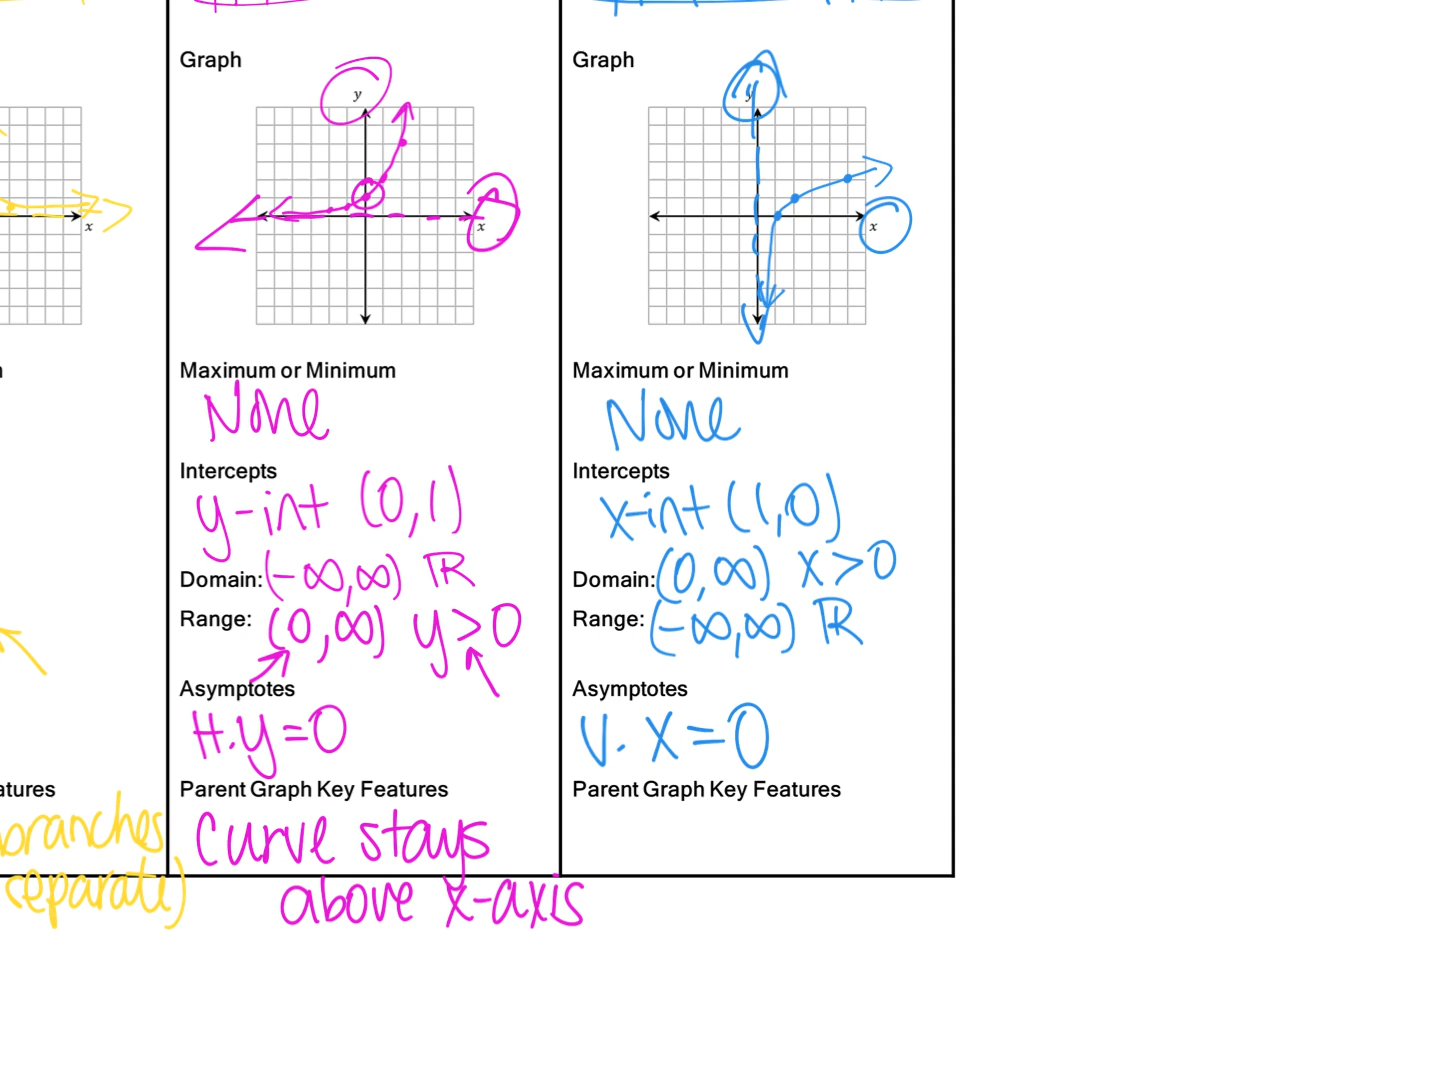 Graph
y
x
Maximum or Minimum
None
Intercepts
y-int (0,1)
Domain: (-∞,∞) ℝ
Range: (0,∞) y>0
Asymptotes
H. y=0
Parent Graph Key Features
Curve stays
above x-axis
Graph
y
x
Maximum or Minimum
None
Intercepts
x-int (1,0)
Domain: (0,∞) x>0
Range: (-∞,∞) ℝ
Asymptotes
V. x=0
Parent Graph Key Features
x
atures
branches
separate)